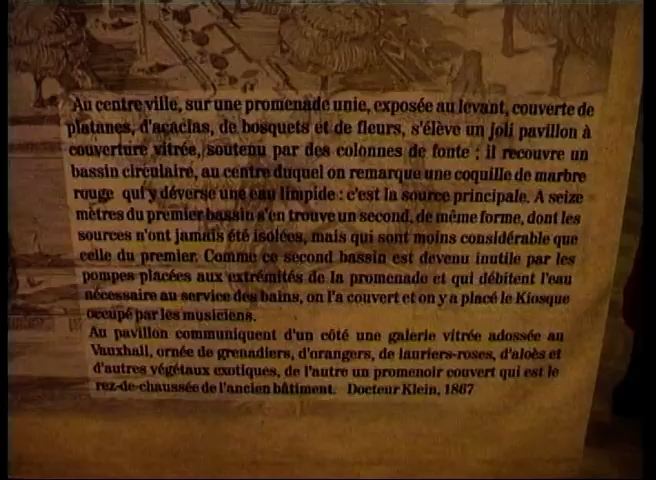 Au centre ville, sur une promenade unie, exposée au levant, couverte de
platanes, d'acacias, de bosquets et de fleurs, s'élève un joli pavillon à
couverture vitrée, soutenu par des colonnes de fonte : il recouvre un
bassin circulaire, au centre duquel on remarque une coquille de marbre
rouge qui y déverse une eau limpide : c'est la source principale. A seize
mètres du premier bassin s'en trouve un second, de même forme, dont les
sources n'ont jamais été isolées, mais qui sont moins considérable que
celle du premier. Comme ce second bassin est devenu inutile par les
pompes placées aux extrémités de la promenade et qui débitent l'eau
nécessaire au service des bains, on l'a couvert et on y a placé le Kiosque
occupé par les musiciens.
Au pavillon communiquent d'un côté une galerie vitrée adossée au
Vauxhall, ornée de grenadiers, d'orangers, de lauriers-roses, d'aloès et
d'autres végétaux exotiques, de l'autre un promenoir couvert qui est le
rez-de-chaussée de l'ancien bâtiment. Docteur Klein, 1867